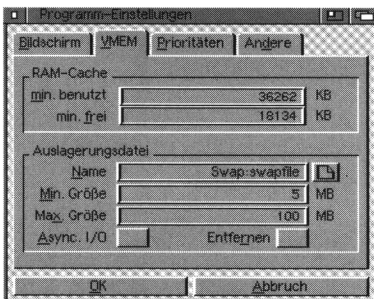 Programm-Einstellungen
Bildschirm VMEM Prioritäten Andere
RAM-Cache
min. benutzt 36262 KB
min. frei 18134 KB
Auslagerungsdatei
Name Swap:swapfile
Min. Größe 5 MB
Max. Größe 100 MB
Async. I/O Entfernen
OK Abbruch